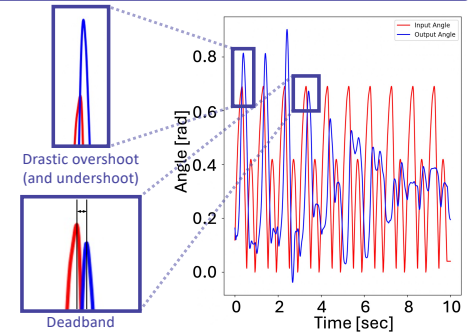 Input Angle
Output Angle
0.8
0.6
0.4
0.2
0.0
Angle [rad]
0
2
4
6
8
10
Time [sec]
Drastic overshoot
(and undershoot)
Deadband